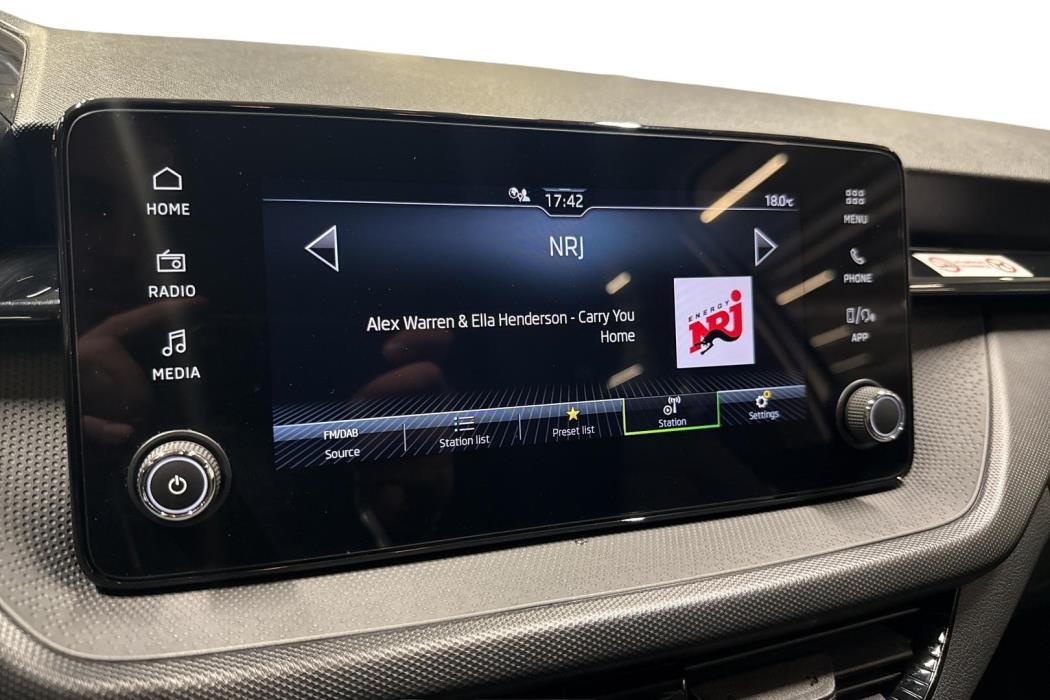 17:42
18.0°C
HOME
RADIO
MEDIA
NRJ
Alex Warren & Ella Henderson - Carry You
Home
ENERGY
NRJ
FM/DAB
Source
Station list
Preset list
Station
Settings
MENU
PHONE
APP